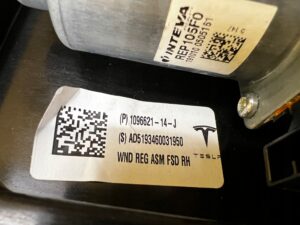 INTEVA
REP105FO
(P) 1096621-14-J
(S) AD5193460031950
WND REG ASM FSD RH
TESLA